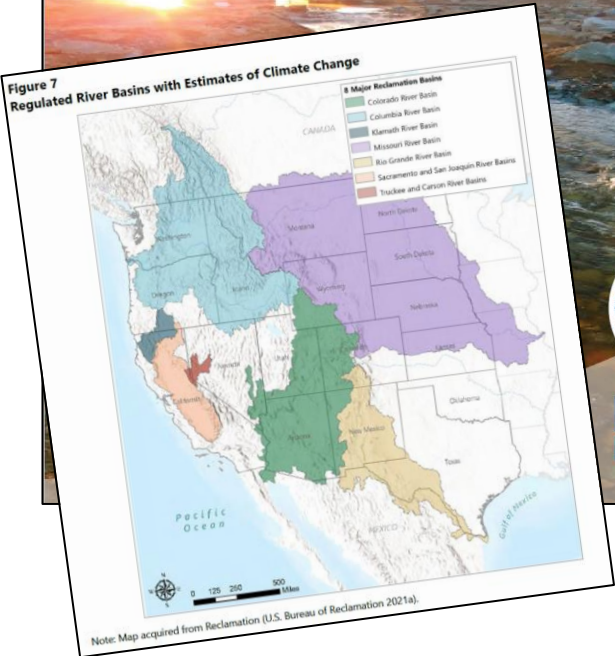 Figure 7
Regulated River Basins with Estimates of Climate Change
8 Major Reclamation Basins
Colorado River Basin
Columbia River Basin
Klamath River Basin
Missouri River Basin
Rio Grande River Basin
Sacramento and San Joaquin River Basins
Truckee and Carson River Basins
CANADA
Washington
Montana
North Dakota
Oregon
Idaho
Wyoming
South Dakota
Nebraska
Nevada
Utah
Kansas
California
Arizona
New Mexico
Oklahoma
Texas
MEXICO
Pacific
Ocean
Gulf of Mexico
N
W E
S
0 125 250 500
Miles
Note: Map acquired from Reclamation (U.S. Bureau of Reclamation 2021a).